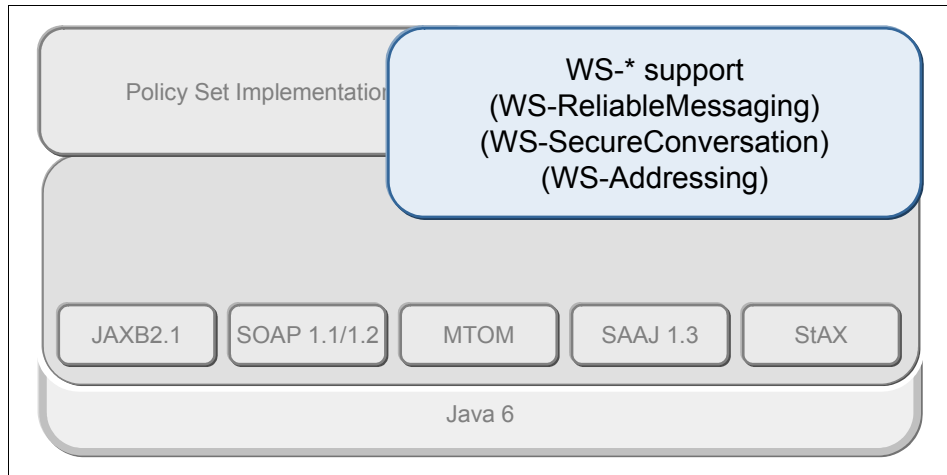 Policy Set Implementation
WS-* support
(WS-ReliableMessaging)
(WS-SecureConversation)
(WS-Addressing)
JAXB2.1
SOAP 1.1/1.2
MTOM
SAAJ 1.3
StAX
Java 6